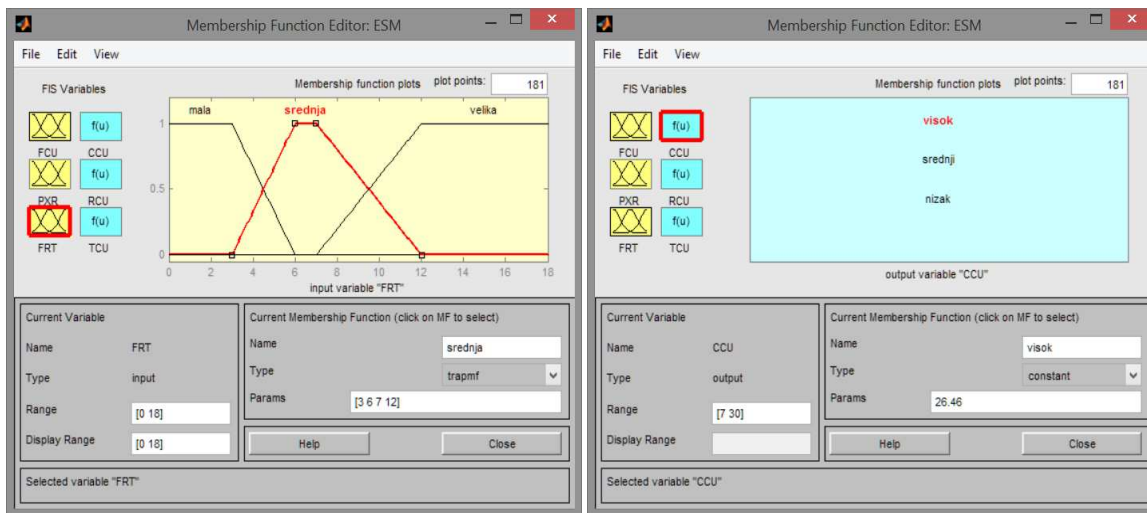 Membership Function Editor: ESM
File Edit View
FIS Variables
Membership function plots plot points: 181
f(u)
FCU CCU
f(u)
PXR RCU
f(u)
FRT TCU
mala srednja velika
1
0.5
0
0 2 4 6 8 10 12 14 16 18
input variable "FRT"
Current Variable
Name FRT
Type input
Range [0 18]
Display Range [0 18]
Current Membership Function (click on MF to select)
Name srednja
Type trapmf
Params [3 6 7 12]
Help Close
Selected variable "FRT"
Membership Function Editor: ESM
File Edit View
FIS Variables
Membership function plots plot points: 181
f(u)
FCU CCU
f(u)
PXR RCU
f(u)
FRT TCU
visok
srednji
nizak
output variable "CCU"
Current Variable
Name CCU
Type output
Range [7 30]
Display Range
Current Membership Function (click on MF to select)
Name visok
Type constant
Params 26.46
Help Close
Selected variable "CCU"